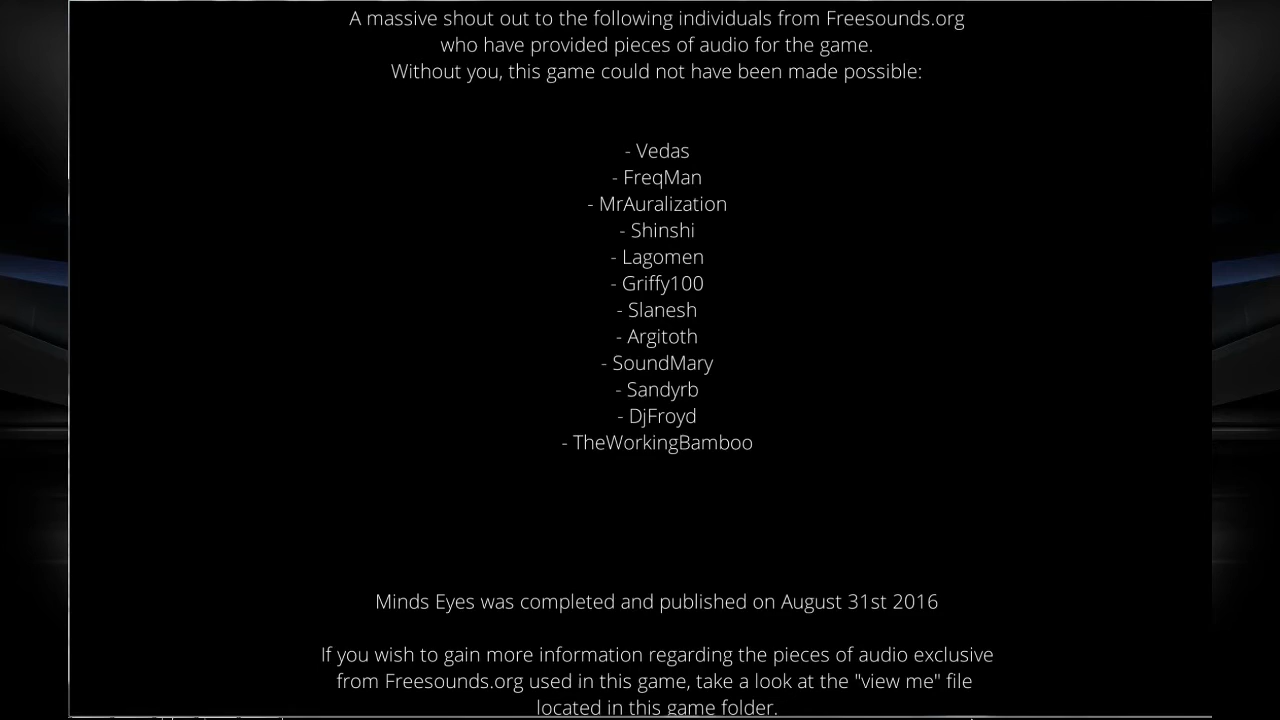 A massive shout out to the following individuals from Freesounds.org
who have provided pieces of audio for the game.
Without you, this game could not have been made possible:
- Vedas
- FreqMan
- MrAuralization
- Shinshi
- Lagomen
- Griffy100
- Slanesh
- Argitoth
- SoundMary
- Sandyrb
- DjFroyd
- TheWorkingBamboo
Minds Eyes was completed and published on August 31st 2016
If you wish to gain more information regarding the pieces of audio exclusive
from Freesounds.org used in this game, take a look at the "view me" file
located in this game folder.